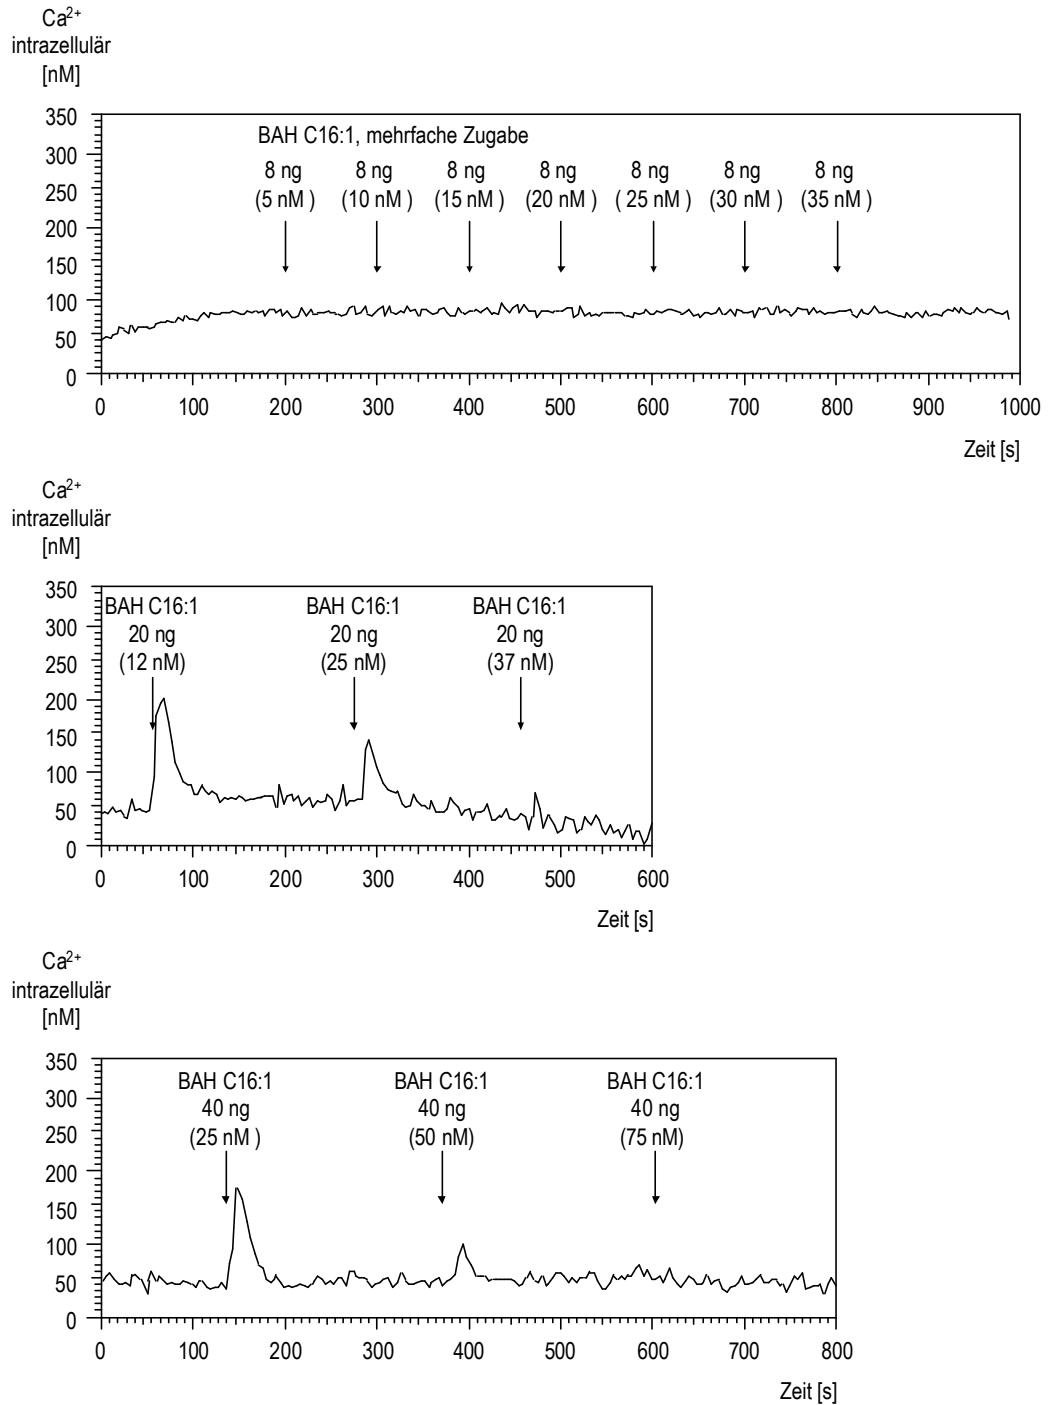 Ca²⁺
intrazellulär
[nM]
350
300
250
200
150
100
50
0
BAH C16:1, mehrfache Zugabe
8 ng 8 ng 8 ng 8 ng 8 ng 8 ng 8 ng
(5 nM ) (10 nM ) (15 nM ) (20 nM ) ( 25 nM ) (30 nM ) (35 nM )
0 100 200 300 400 500 600 700 800 900 1000
Zeit [s]
Ca²⁺
intrazellulär
[nM]
350
300
250
200
150
100
50
0
BAH C16:1 BAH C16:1 BAH C16:1
20 ng 20 ng 20 ng
(12 nM) (25 nM) (37 nM)
0 100 200 300 400 500 600
Zeit [s]
Ca²⁺
intrazellulär
[nM]
350
300
250
200
150
100
50
0
BAH C16:1 BAH C16:1 BAH C16:1
40 ng 40 ng 40 ng
(25 nM ) (50 nM) (75 nM)
0 100 200 300 400 500 600 700 800
Zeit [s]